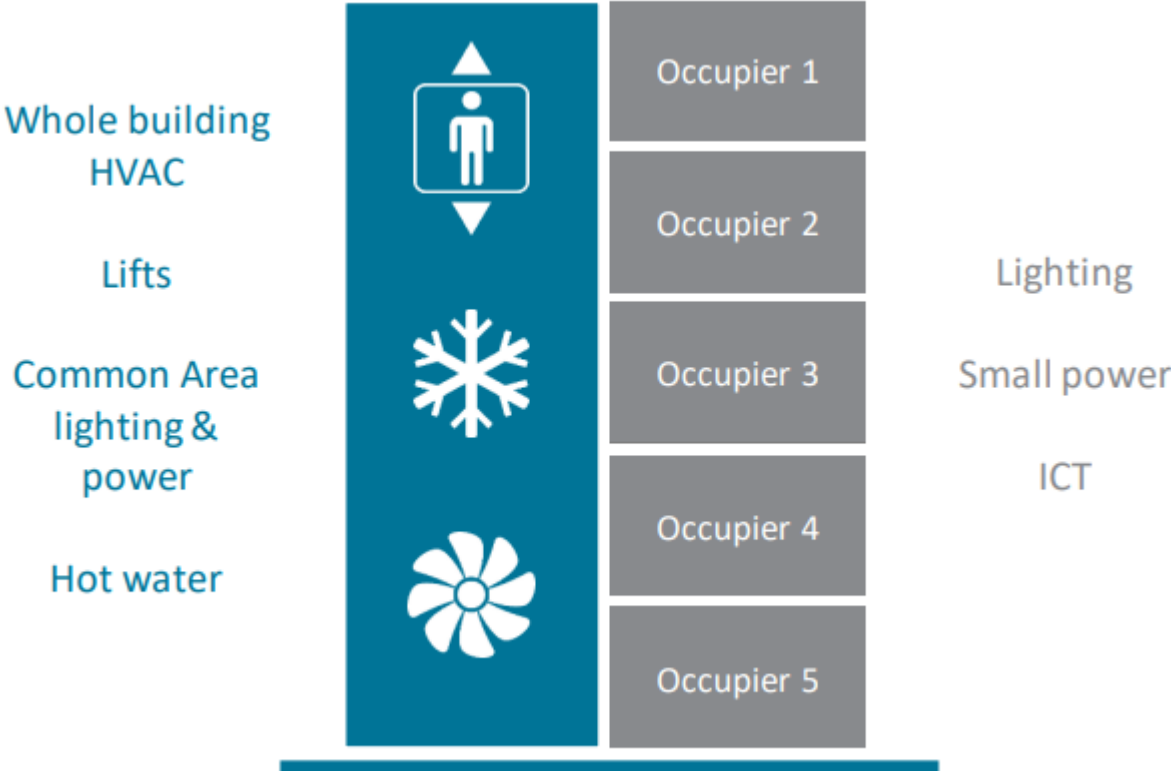 Whole building
HVAC
Lifts
Common Area
lighting &
power
Hot water
Occupier 1
Occupier 2
Occupier 3
Occupier 4
Occupier 5
Lighting
Small power
ICT